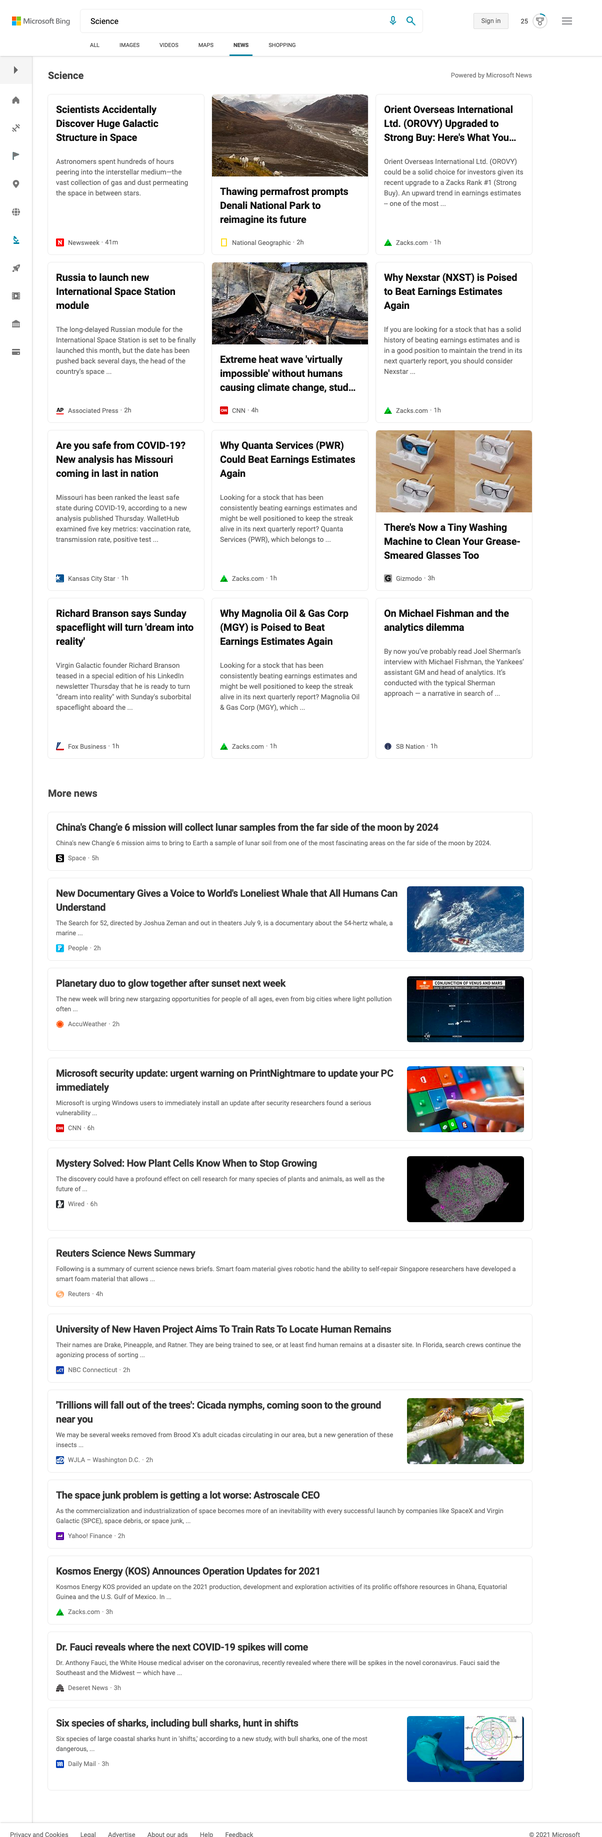 Microsoft Bing
Science
Sign in
25
ALL
IMAGES
VIDEOS
MAPS
NEWS
SHOPPING
Science
Powered by Microsoft News
Scientists Accidentally
Discover Huge Galactic
Structure in Space
Astronomers spent hundreds of hours
peering into the interstellar medium—the
vast collection of gas and dust permeating
the space in between stars.
Newsweek · 41m
Thawing permafrost prompts
Denali National Park to
reimagine its future
National Geographic · 2h
Orient Overseas International
Ltd. (OROVY) Upgraded to
Strong Buy: Here's What You...
Orient Overseas International Ltd. (OROVY)
could be a solid choice for investors given its
recent upgrade to a Zacks Rank #1 (Strong
Buy). An upward trend in earnings estimates
– one of the most ...
Zacks.com · 1h
Russia to launch new
International Space Station
module
The long-delayed Russian module for the
International Space Station is set to be finally
launched this month, but the date has been
pushed back several days, the head of the
country's space ...
AP Associated Press · 2h
Extreme heat wave 'virtually
impossible' without humans
causing climate change, stud...
CNN · 4h
Why Nexstar (NXST) is Poised
to Beat Earnings Estimates
Again
If you are looking for a stock that has a solid
history of beating earnings estimates and is
in a good position to maintain the trend in its
next quarterly report, you should consider
Nexstar ...
Zacks.com · 1h
Are you safe from COVID-19?
New analysis has Missouri
coming in last in nation
Missouri has been ranked the least safe
state during COVID-19, according to a new
analysis published Thursday. WalletHub
examined five key metrics: vaccination rate,
transmission rate, positive test ...
Kansas City Star · 1h
Why Quanta Services (PWR)
Could Beat Earnings Estimates
Again
Looking for a stock that has been
consistently beating earnings estimates and
might be well positioned to keep the streak
alive in its next quarterly report? Quanta
Services (PWR), which belongs to ...
Zacks.com · 1h
There's Now a Tiny Washing
Machine to Clean Your Grease-
Smeared Glasses Too
Gizmodo · 3h
Richard Branson says Sunday
spaceflight will turn 'dream into
reality'
Virgin Galactic founder Richard Branson
teased in a special edition of his LinkedIn
newsletter Thursday that he is ready to turn
"dream into reality" with Sunday's suborbital
spaceflight aboard the ...
Fox Business · 1h
Why Magnolia Oil & Gas Corp
(MGY) is Poised to Beat
Earnings Estimates Again
Looking for a stock that has been
consistently beating earnings estimates and
might be well positioned to keep the streak
alive in its next quarterly report? Magnolia Oil
& Gas Corp (MGY), which ...
Zacks.com · 1h
On Michael Fishman and the
analytics dilemma
By now you've probably read Joel Sherman's
interview with Michael Fishman, the Yankees'
assistant GM and head of analytics. It's
conducted with the typical Sherman
approach — a narrative in search of ...
SB Nation · 1h
More news
China's Chang'e 6 mission will collect lunar samples from the far side of the moon by 2024
China's new Chang'e 6 mission aims to bring to Earth a sample of lunar soil from one of the most fascinating areas on the far side of the moon by 2024.
Space · 5h
New Documentary Gives a Voice to World's Loneliest Whale that All Humans Can
Understand
The Search for 52, directed by Joshua Zeman and out in theaters July 9, is a documentary about the 54-hertz whale, a
marine ...
People · 2h
Planetary duo to glow together after sunset next week
The new week will bring new stargazing opportunities for people of all ages, even from big cities where light pollution
often ...
AccuWeather · 2h
CONJUNCTION OF VENUS AND MARS
Microsoft security update: urgent warning on PrintNightmare to update your PC
immediately
Microsoft is urging Windows users to immediately install an update after security researchers found a serious
vulnerability ...
CNN · 6h
Mystery Solved: How Plant Cells Know When to Stop Growing
The discovery could have a profound effect on cell research for many species of plants and animals, as well as the
future of ...
Wired · 6h
Reuters Science News Summary
Following is a summary of current science news briefs. Smart foam material gives robotic hand the ability to self-repair Singapore researchers have developed a
smart foam material that allows ...
Reuters · 4h
University of New Haven Project Aims To Train Rats To Locate Human Remains
Their names are Drake, Pineapple, and Ratner. They are being trained to see, or at least find human remains at a disaster site. In Florida, search crews continue the
agonizing process of sorting ...
NBC Connecticut · 2h
'Trillions will fall out of the trees': Cicada nymphs, coming soon to the ground
near you
We may be several weeks removed from Brood X's adult cicadas circulating in our area, but a new generation of these
insects ...
WJLA – Washington D.C. · 2h
The space junk problem is getting a lot worse: Astroscale CEO
As the commercialization and industrialization of space becomes more of an inevitability with every successful launch by companies like SpaceX and Virgin
Galactic (SPCE), space debris, or space junk, ...
Yahoo! Finance · 2h
Kosmos Energy (KOS) Announces Operation Updates for 2021
Kosmos Energy KOS provided an update on the 2021 production, development and exploration activities of its prolific offshore resources in Ghana, Equatorial
Guinea and the U.S. Gulf of Mexico. In ...
Zacks.com · 3h
Dr. Fauci reveals where the next COVID-19 spikes will come
Dr. Anthony Fauci, the White House medical adviser on the coronavirus, recently revealed where there will be spikes in the novel coronavirus. Fauci said the
Southeast and the Midwest — which have ...
Deseret News · 3h
Six species of sharks, including bull sharks, hunt in shifts
Six species of large coastal sharks hunt in 'shifts,' according to a new study, with bull sharks, one of the most
dangerous, ...
Daily Mail · 3h
Privacy and Cookies
Legal
Advertise
About our ads
Help
Feedback
© 2021 Microsoft